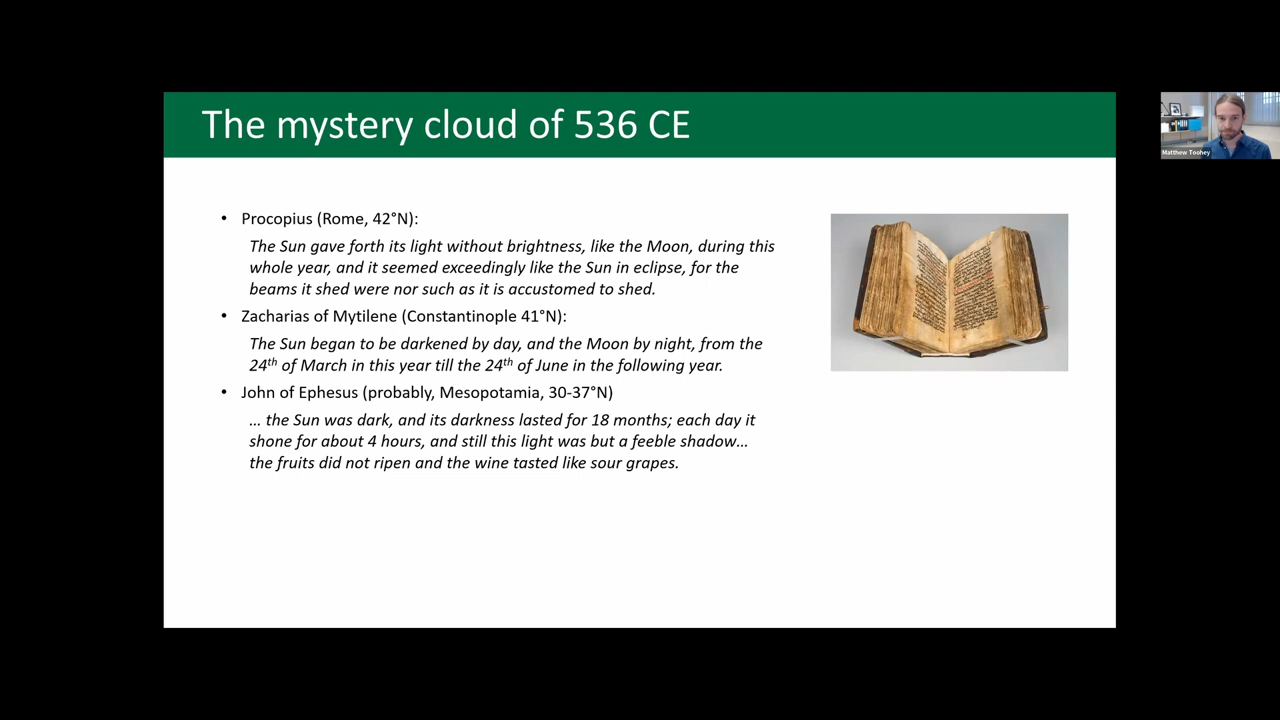 The mystery cloud of 536 CE
• Procopius (Rome, 42°N):
The Sun gave forth its light without brightness, like the Moon, during this
whole year, and it seemed exceedingly like the Sun in eclipse, for the
beams it shed were nor such as it is accustomed to shed.
• Zacharias of Mytilene (Constantinople 41°N):
The Sun began to be darkened by day, and the Moon by night, from the
24th of March in this year till the 24th of June in the following year.
• John of Ephesus (probably, Mesopotamia, 30-37°N)
… the Sun was dark, and its darkness lasted for 18 months; each day it
shone for about 4 hours, and still this light was but a feeble shadow…
the fruits did not ripen and the wine tasted like sour grapes.
Matthew Toohey